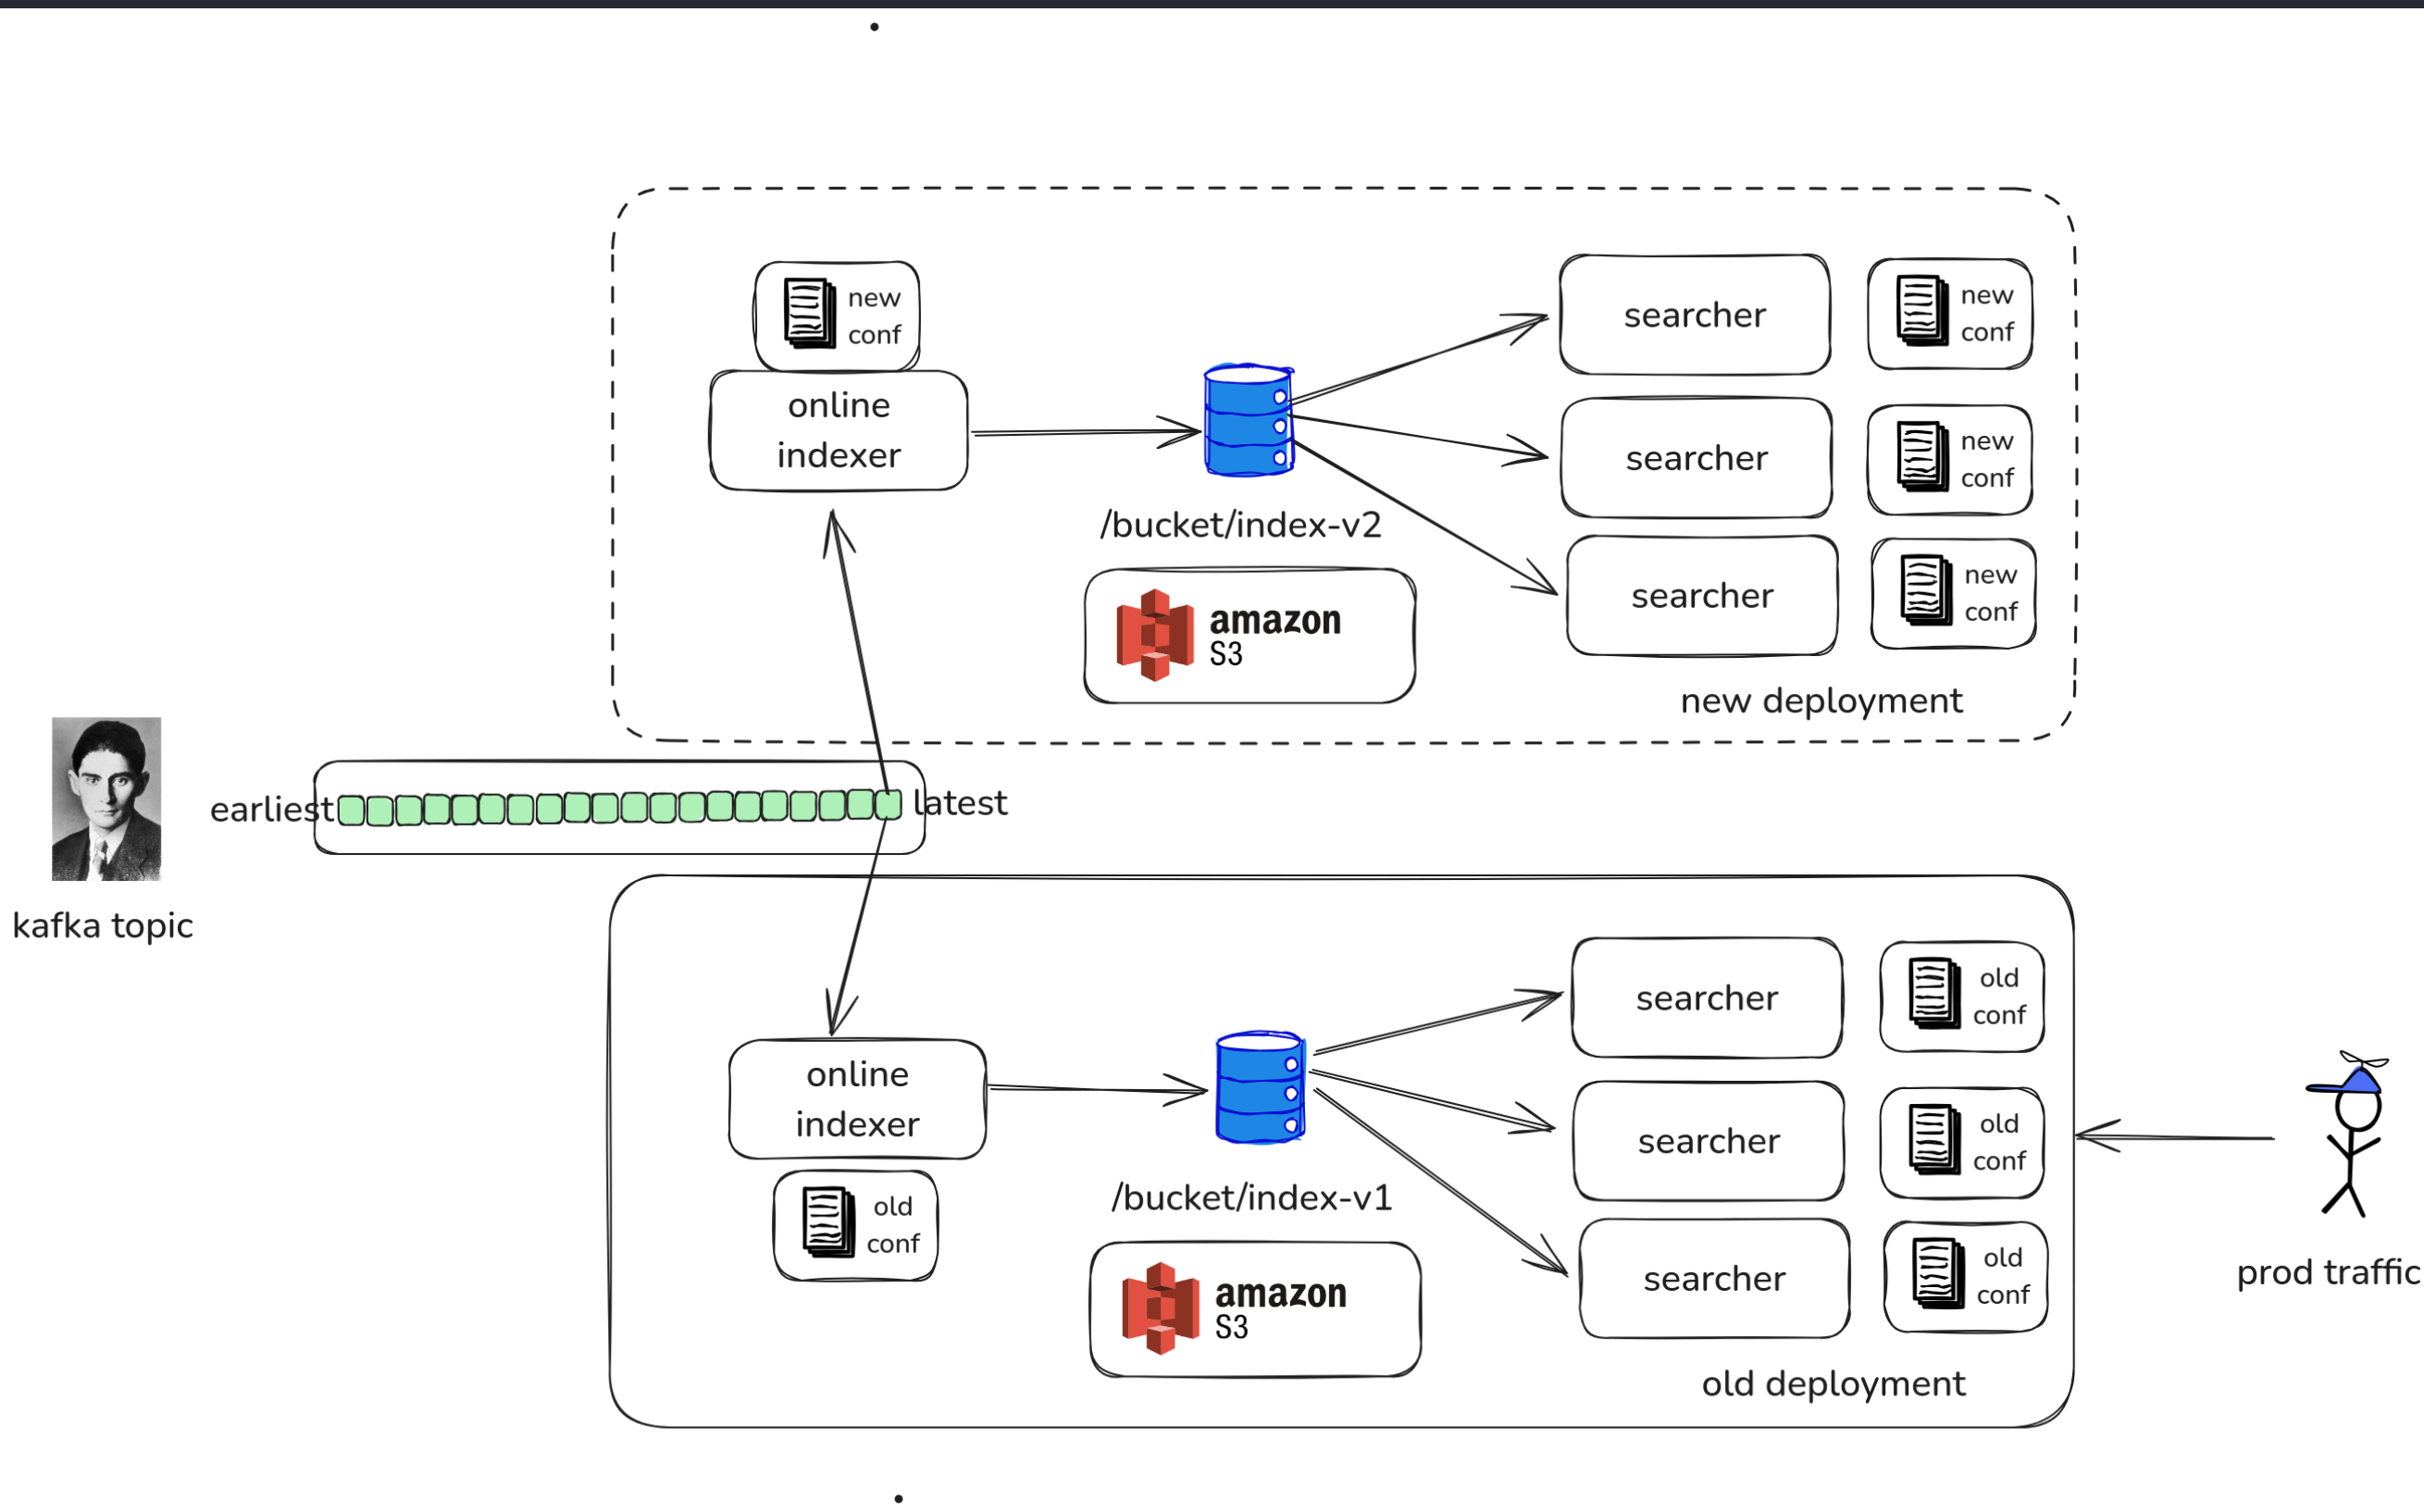 new
conf
online
indexer
/bucket/index-v2
amazon
S3
searcher
new
conf
searcher
new
conf
searcher
new
conf
new deployment
kafka topic
earliest
latest
online
indexer
old
conf
/bucket/index-v1
amazon
S3
searcher
old
conf
searcher
old
conf
searcher
old
conf
old deployment
prod traffic